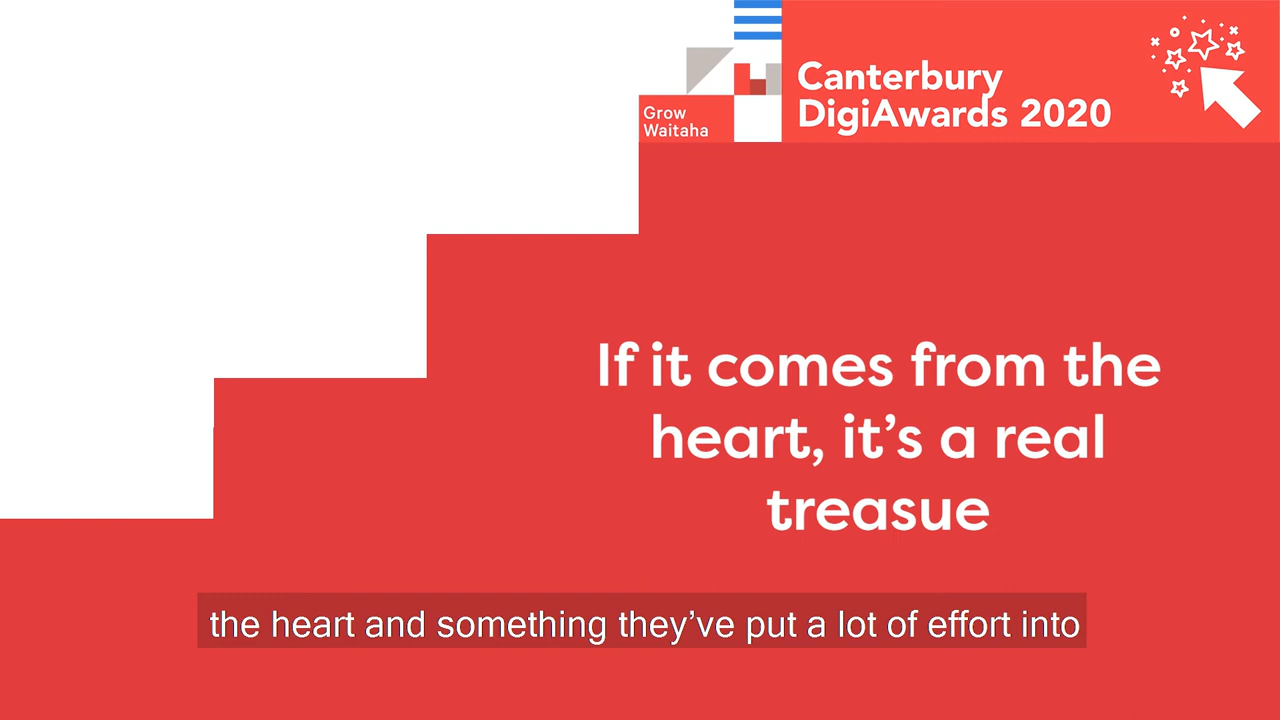 Grow
Waitaha
Canterbury
DigiAwards 2020
If it comes from the
heart, it’s a real
treasue
the heart and something they’ve put a lot of effort into